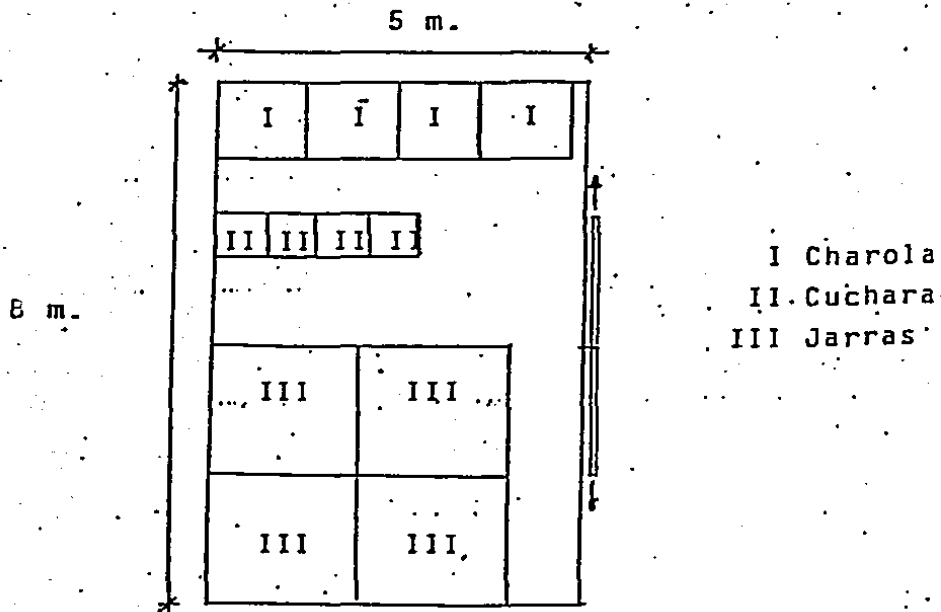 5 m.
I I I I
II II II II
8 m.
I Charola
II. Cuchara
III Jarras
III III
III III